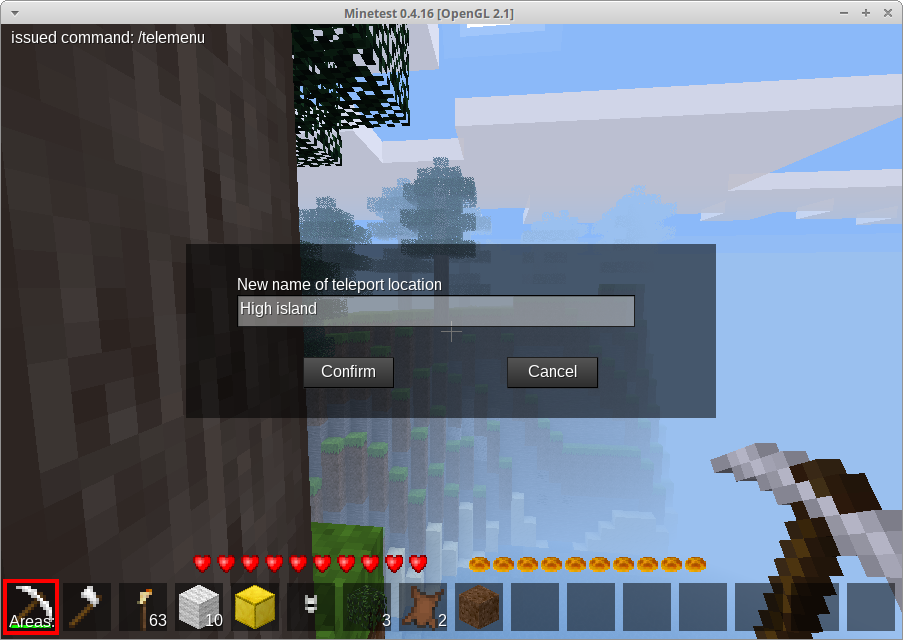 Minetest 0.4.16 [OpenGL 2.1]
issued command: /telemenu
New name of teleport location
High island
Confirm
Cancel
Areas:
63
10
3
2